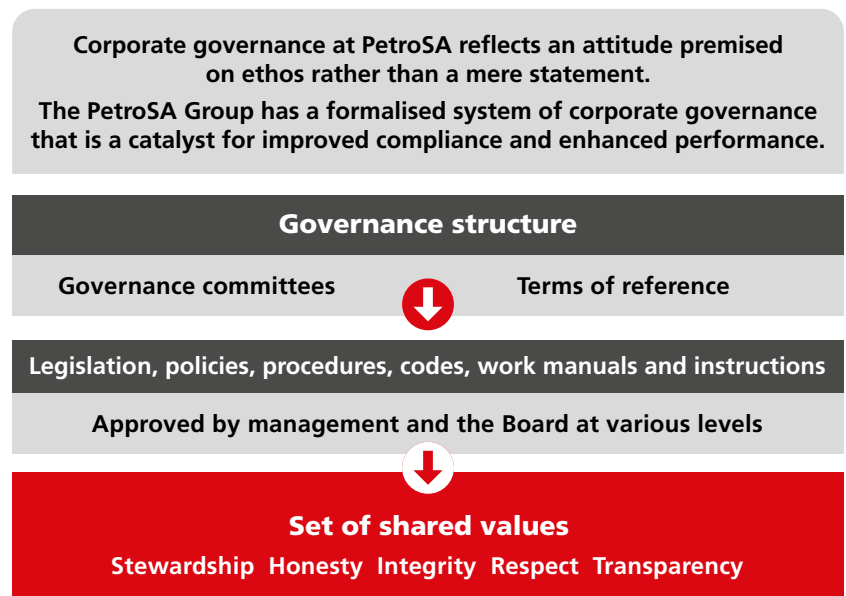 Corporate governance at PetroSA reflects an attitude premised
on ethos rather than a mere statement.
The PetroSA Group has a formalised system of corporate governance
that is a catalyst for improved compliance and enhanced performance.
Governance structure
Governance committees Terms of reference
Legislation, policies, procedures, codes, work manuals and instructions
Approved by management and the Board at various levels
Set of shared values
Stewardship Honesty Integrity Respect Transparency